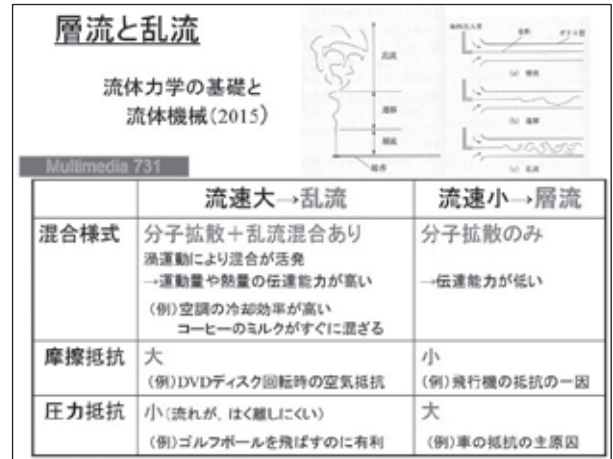 層流と乱流
流体力学の基礎と
流体機械(2015)
Multimedia 731
乱流
遷移
層流
(a) 層流
(b) 遷移
(c) 乱流
流速大→乱流
流速小→層流
混合様式
分子拡散+乱流混合あり
渦運動により混合が活発
→運動量や熱量の伝達能力が高い
(例)空調の冷却効率が高い
コーヒーのミルクがすぐに混ざる
分子拡散のみ
→伝達能力が低い
摩擦抵抗
大
(例)DVDディスク回転時の空気抵抗
小
(例)飛行機の抵抗の一因
圧力抵抗
小(流れが、はく離しにくい)
(例)ゴルフボールを飛ばすのに有利
大
(例)車の抵抗の主原因